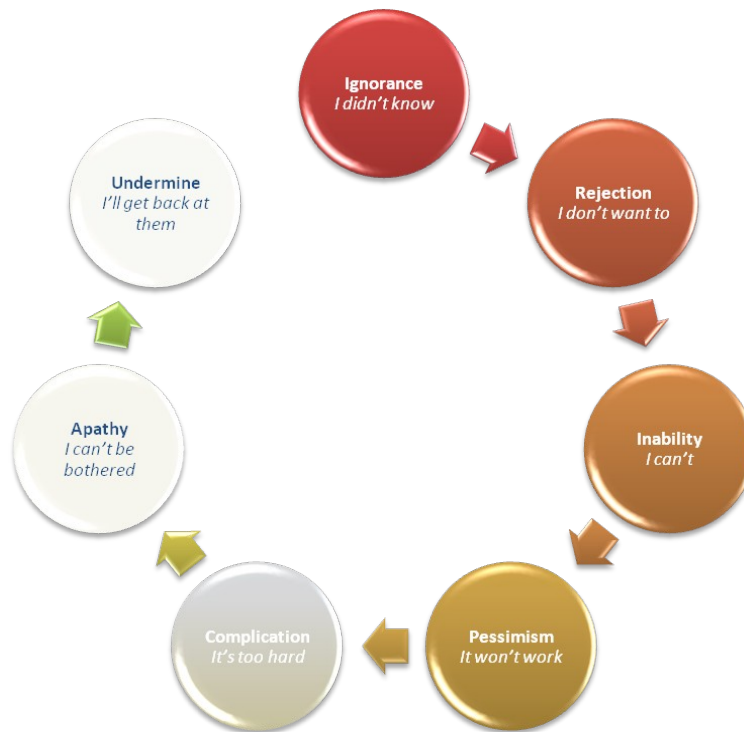 Ignorance
I didn't know
Rejection
I don't want to
Inability
I can't
Pessimism
It won't work
Complication
It's too hard
Apathy
I can't be
bothered
Undermine
I'll get back at
them